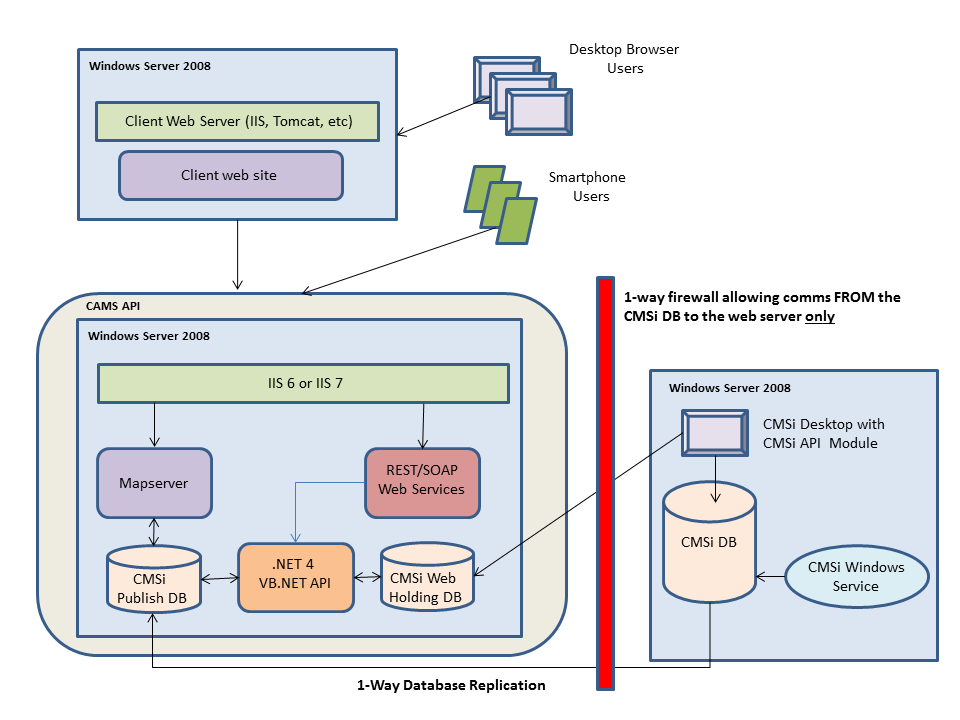 Desktop Browser
Users
Windows Server 2008
Client Web Server (IIS, Tomcat, etc)
Client web site
Smartphone
Users
CAMS API
1-way firewall allowing comms FROM the
CMSi DB to the web server only
Windows Server 2008
IIS 6 or IIS 7
Windows Server 2008
CMSi Desktop with
CMSi API Module
Mapserver
REST/SOAP
Web Services
CMSi DB
CMSi
Publish DB
.NET 4
VB.NET API
CMSi Web
Holding DB
CMSi Windows
Service
1-Way Database Replication